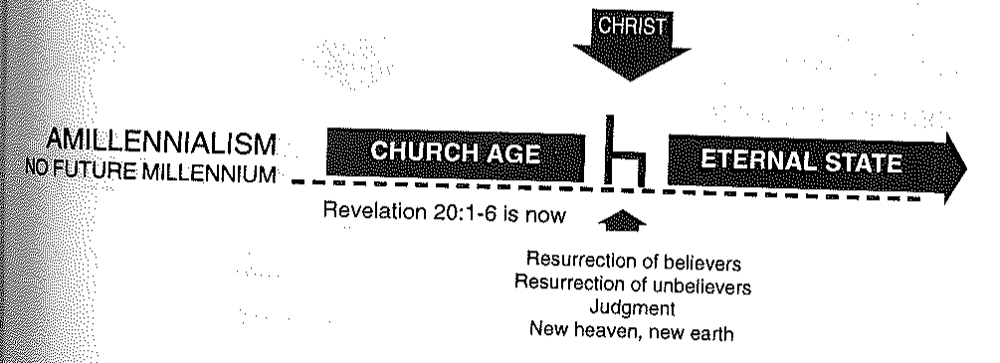 CHRIST
AMILLENNIALISM
NO FUTURE MILLENNIUM
CHURCH AGE
ETERNAL STATE
Revelation 20:1-6 is now
Resurrection of believers
Resurrection of unbelievers
Judgment
New heaven, new earth